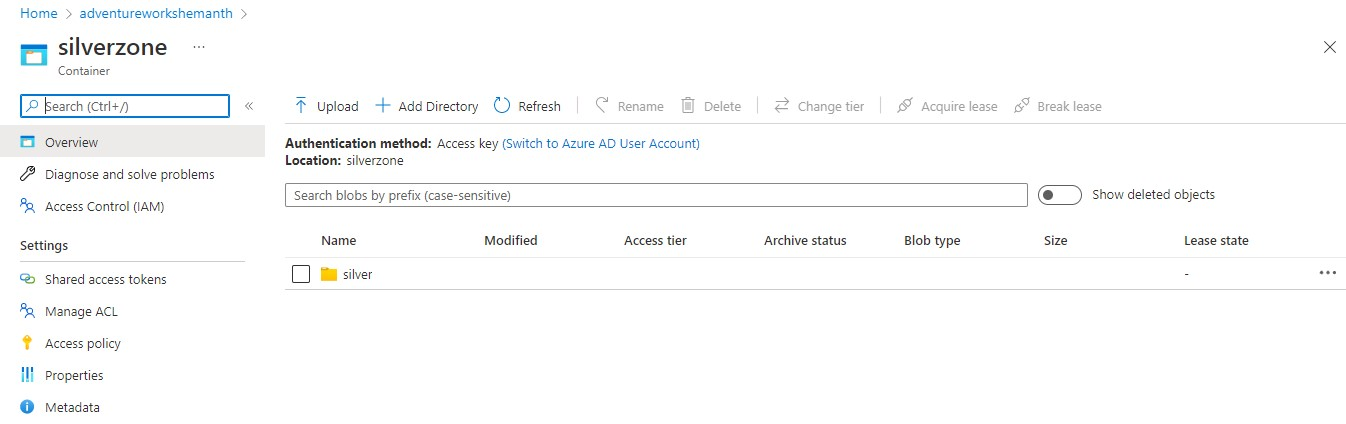 Home > adventureworkshemanth >
silverzone ...
Container
Search (Ctrl+/) «
Upload Add Directory Refresh Rename Delete Change tier Acquire lease Break lease
Overview
Diagnose and solve problems
Access Control (IAM)
Settings
Shared access tokens
Manage ACL
Access policy
Properties
Metadata
Authentication method: Access key (Switch to Azure AD User Account)
Location: silverzone
Search blobs by prefix (case-sensitive) Show deleted objects
Name Modified Access tier Archive status Blob type Size Lease state
silver - ...